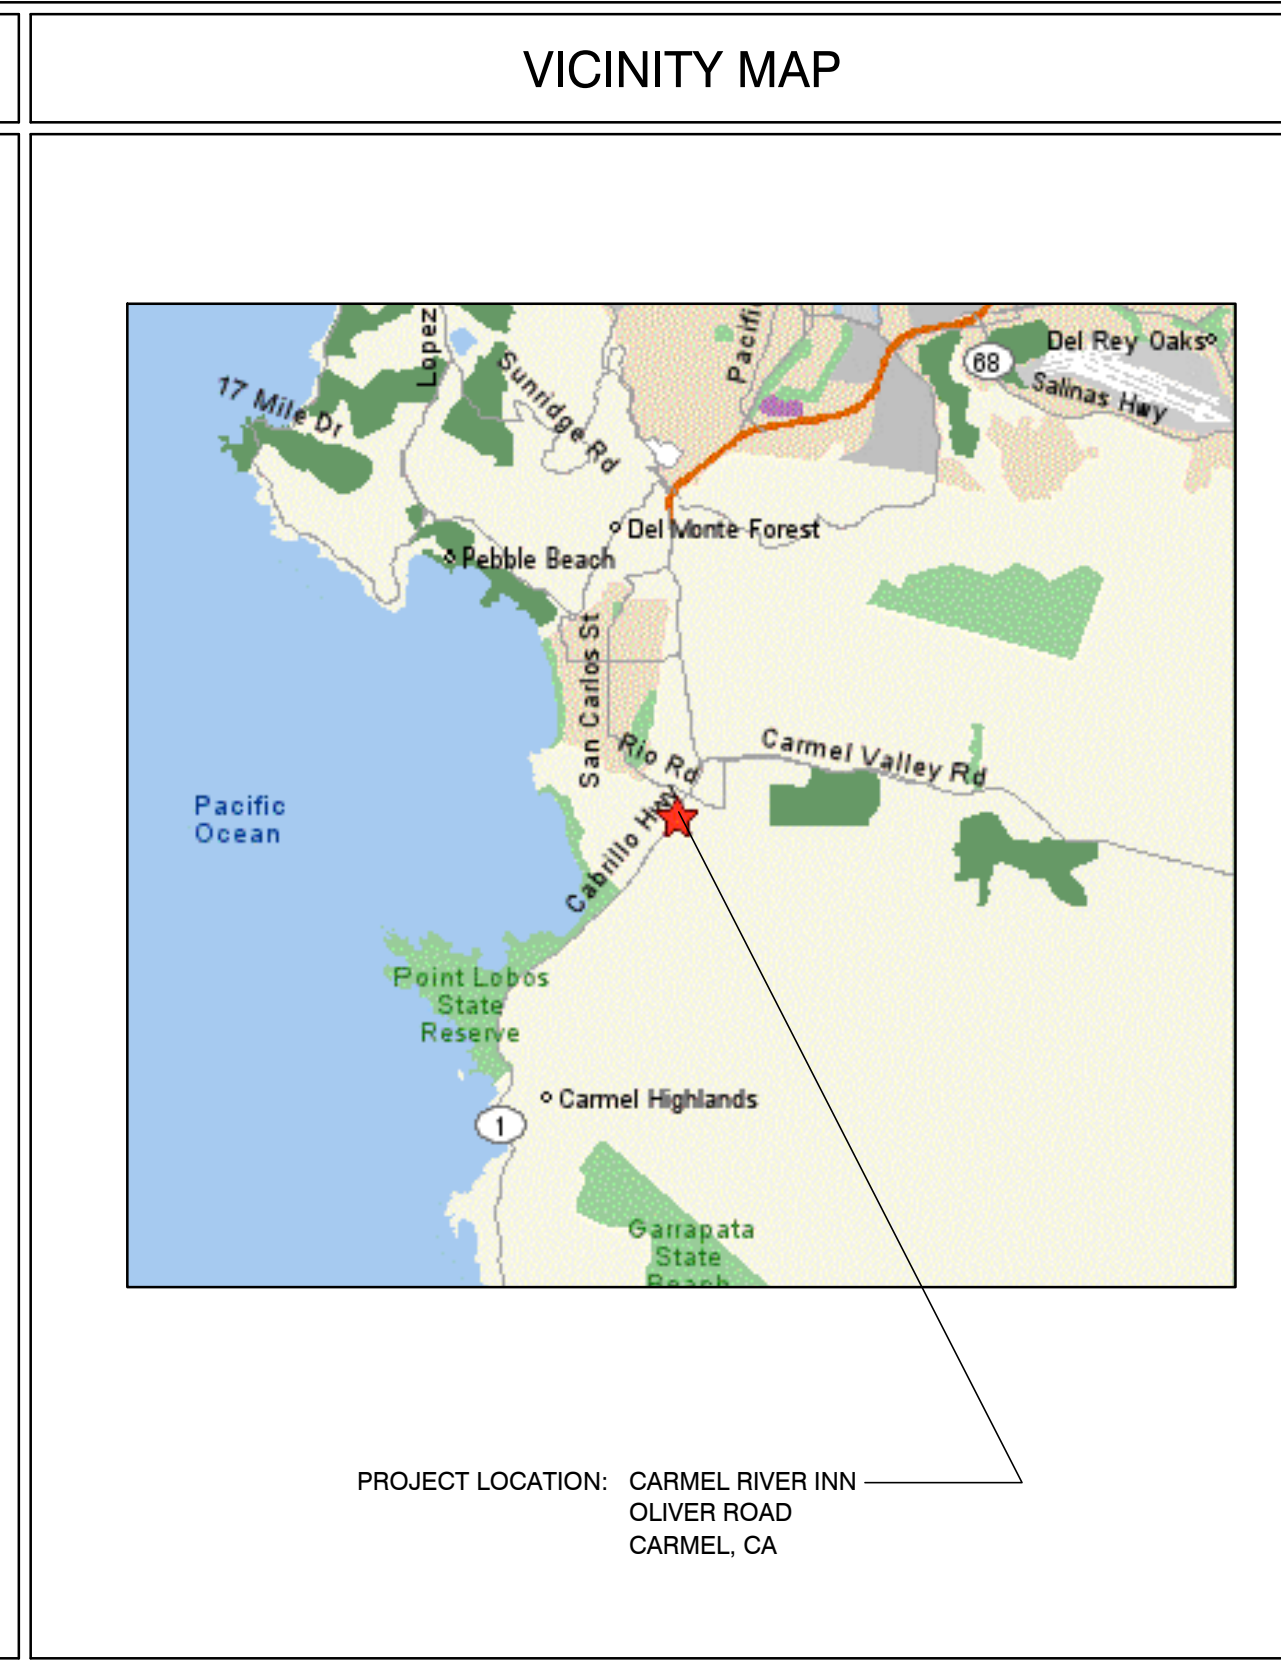 VICINITY MAP
Lopez
Pacifi
Del Rey Oaks
68
Salinas Hwy
Sunridge Rd
17 Mile Dr
Del Monte Forest
Pebble Beach
San Carlos St
Rio Rd
Carmel Valley Rd
Pacific
Ocean
Cabrillo Hwy
Point Lobos
State
Reserve
Carmel Highlands
1
Garrapata
State
Beach
PROJECT LOCATION: CARMEL RIVER INN
OLIVER ROAD
CARMEL, CA